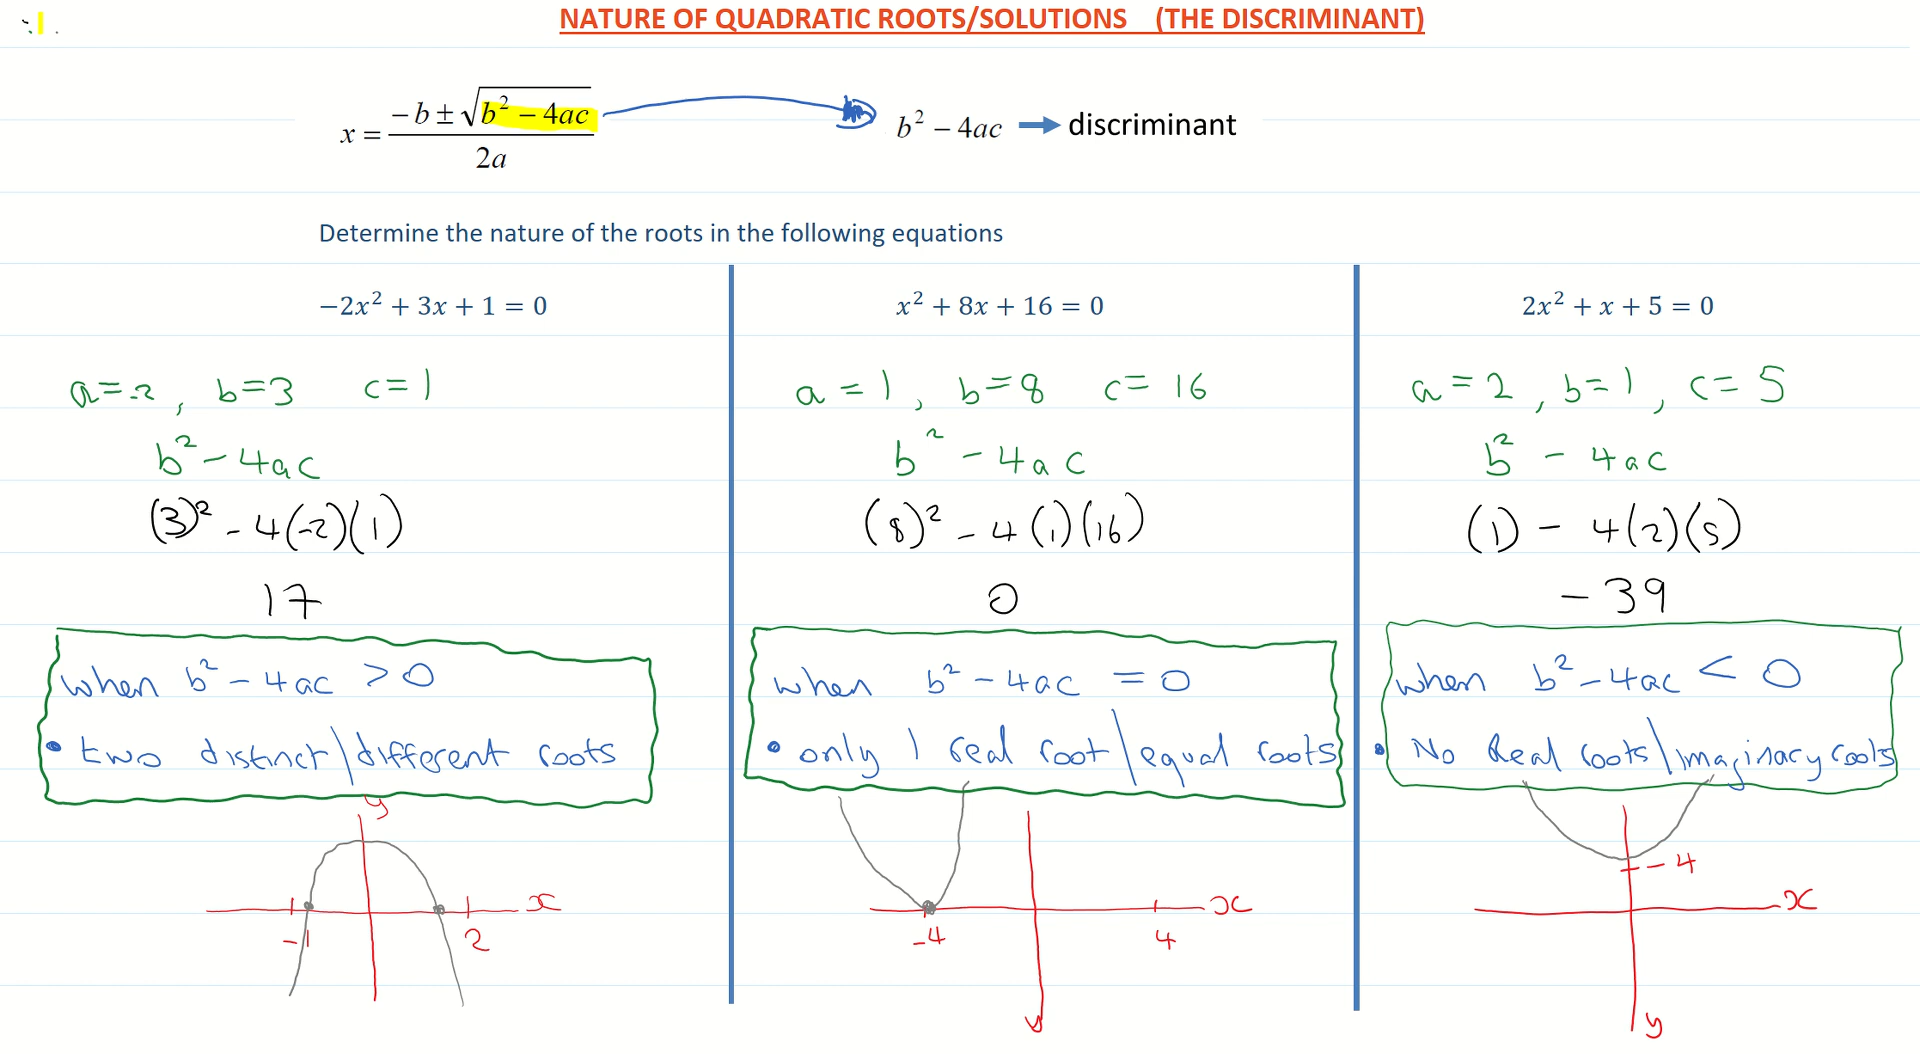 NATURE OF QUADRATIC ROOTS/SOLUTIONS (THE DISCRIMINANT)
x = (-b ± √(b² - 4ac)) / 2a
b² - 4ac → discriminant
Determine the nature of the roots in the following equations
-2x² + 3x + 1 = 0
a=-2, b=3 c=1
b² - 4ac
(3)² - 4(-2)(1)
17
when b² - 4ac > 0
• two distinct/different roots
y
x
-1
2
x² + 8x + 16 = 0
a = 1, b=8 c= 16
b² - 4ac
(8)² - 4(1)(16)
0
when b² - 4ac = 0
• only 1 real root/equal roots
x
-4
4
y
2x² + x + 5 = 0
a = 2, b=1, c= 5
b² - 4ac
(1) - 4(2)(5)
-39
when b² - 4ac < 0
• No Real roots\imaginary roots
- 4
x
y